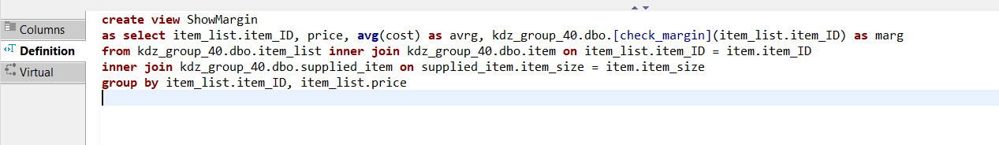 Columns
Definition
Virtual
create view ShowMargin
as select item_list.item_ID, price, avg(cost) as avrg, kdz_group_40.dbo.[check_margin](item_list.item_ID) as marg
from kdz_group_40.dbo.item_list inner join kdz_group_40.dbo.item on item_list.item_ID = item.item_ID
inner join kdz_group_40.dbo.supplied_item on supplied_item.item_size = item.item_size
group by item_list.item_ID, item_list.price